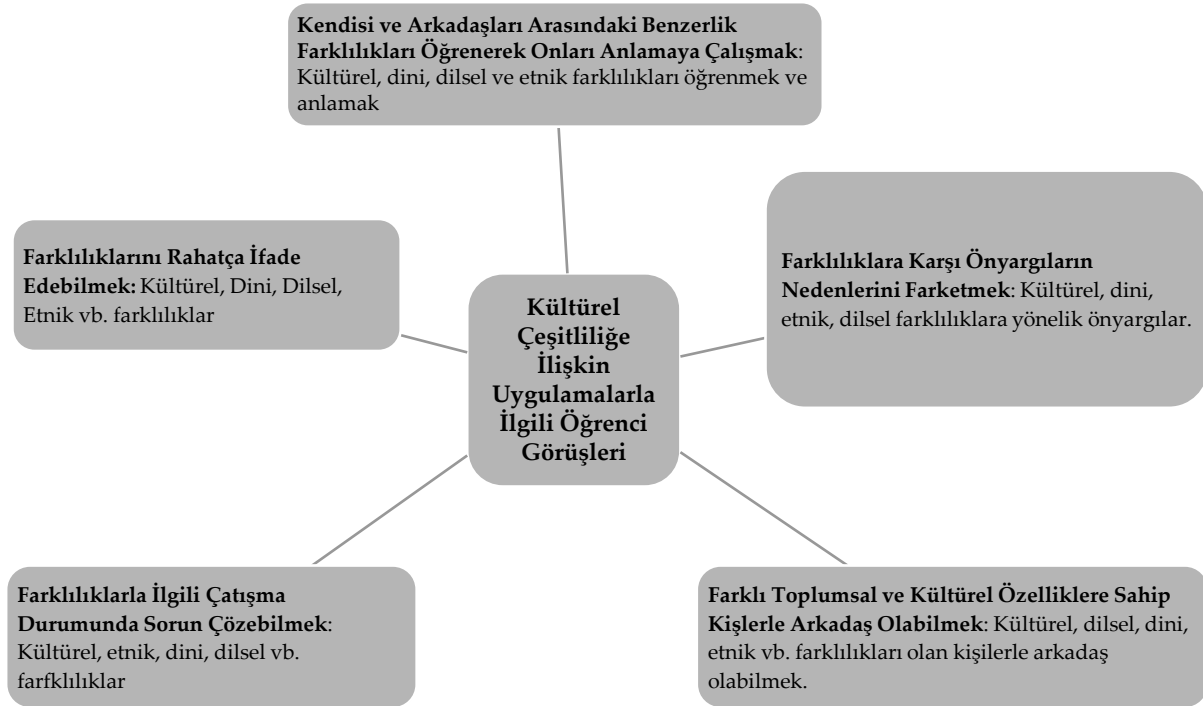 Kendisi ve Arkadaşları Arasındaki Benzerlik
Farklılıkları Öğrenerek Onları Anlamaya Çalışmak:
Kültürel, dini, dilsel ve etnik farklılıkları öğrenmek ve
anlamak
Farklılıklarını Rahatça İfade
Edebilmek: Kültürel, Dini, Dilsel,
Etnik vb. farklılıklar
Farklılıklara Karşı Önyargıların
Nedenlerini Farketmek: Kültürel, dini,
etnik, dilsel farklılıklara yönelik önyargılar.
Kültürel
Çeşitliliğe
İlişkin
Uygulamalarla
İlgili Öğrenci
Görüşleri
Farklılıklarla İlgili Çatışma
Durumunda Sorun Çözebilmek:
Kültürel, etnik, dini, dilsel vb.
farfklılıklar
Farklı Toplumsal ve Kültürel Özelliklere Sahip
Kişlerle Arkadaş Olabilmek: Kültürel, dilsel, dini,
etnik vb. farklılıkları olan kişilerle arkadaş
olabilmek.